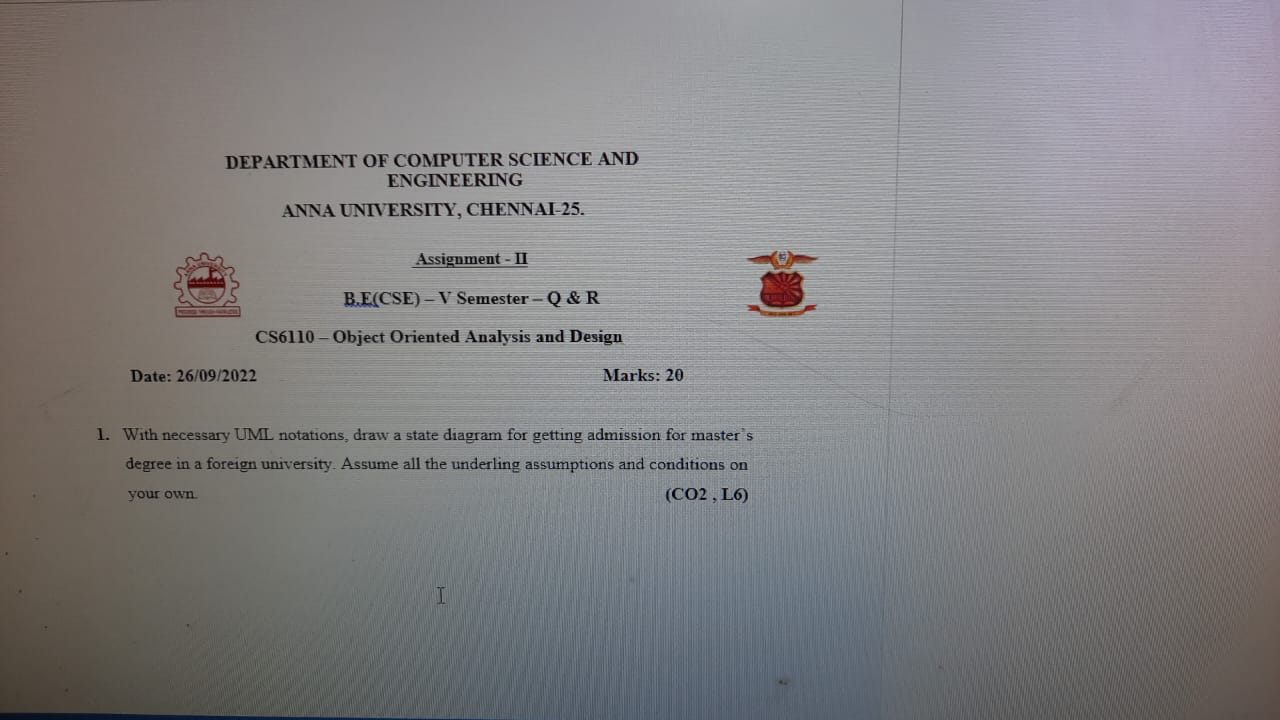 DEPARTMENT OF COMPUTER SCIENCE AND
ENGINEERING
ANNA UNIVERSITY, CHENNAI-25.
Assignment - II
B.E(CSE) – V Semester – Q & R
CS6110 – Object Oriented Analysis and Design
Date: 26/09/2022 Marks: 20
1. With necessary UML notations, draw a state diagram for getting admission for master's
degree in a foreign university. Assume all the underling assumptions and conditions on
your own. (CO2 , L6)